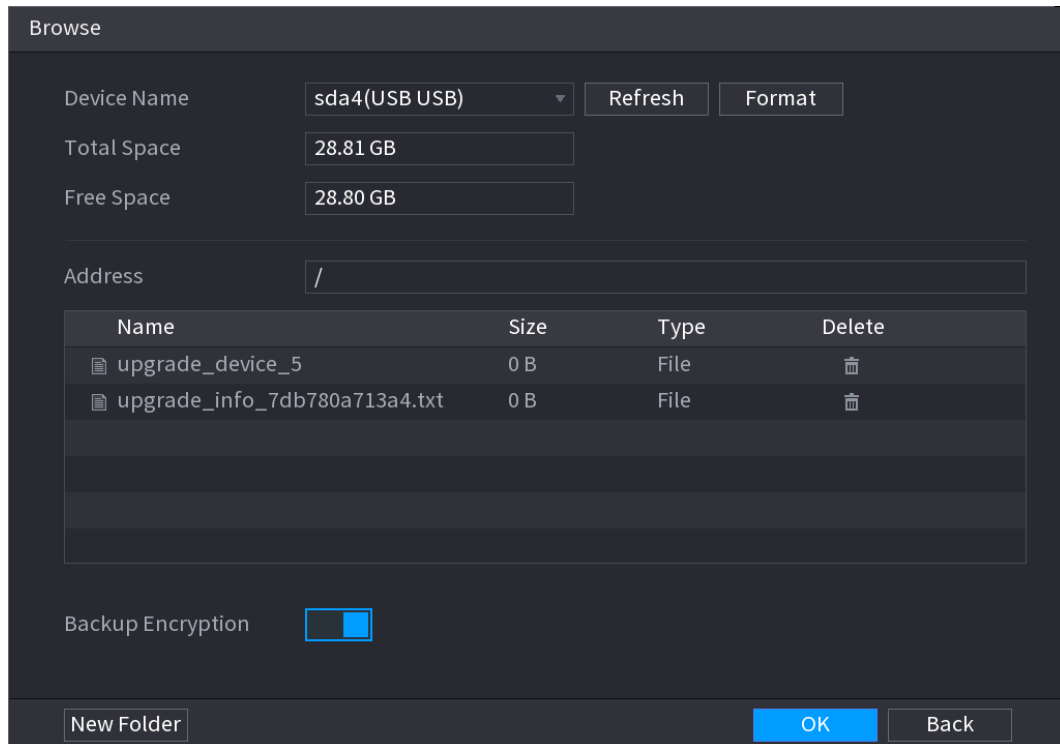 Browse
Device Name sda4(USB USB) Refresh Format
Total Space 28.81 GB
Free Space 28.80 GB
Address /
Name Size Type Delete
upgrade_device_5 0 B File
upgrade_info_7db780a713a4.txt 0 B File
Backup Encryption
New Folder OK Back